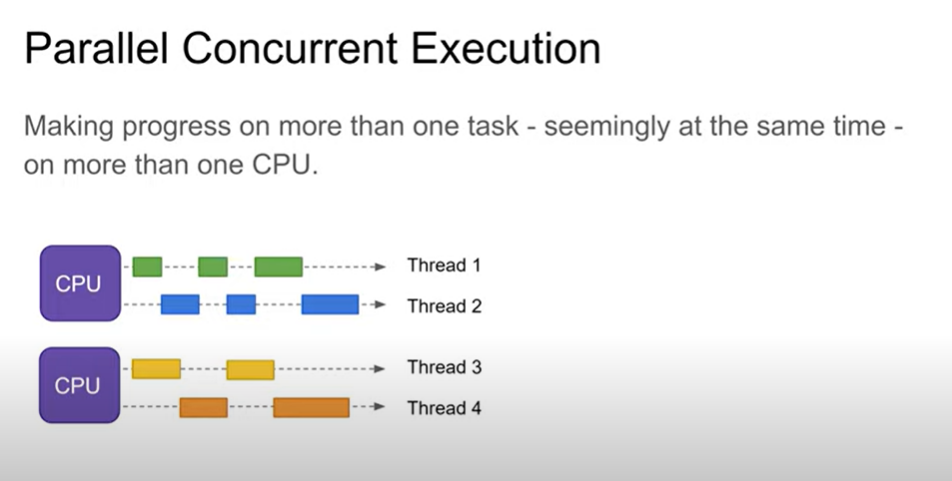 Parallel Concurrent Execution
Making progress on more than one task - seemingly at the same time -
on more than one CPU.
CPU
Thread 1
Thread 2
CPU
Thread 3
Thread 4